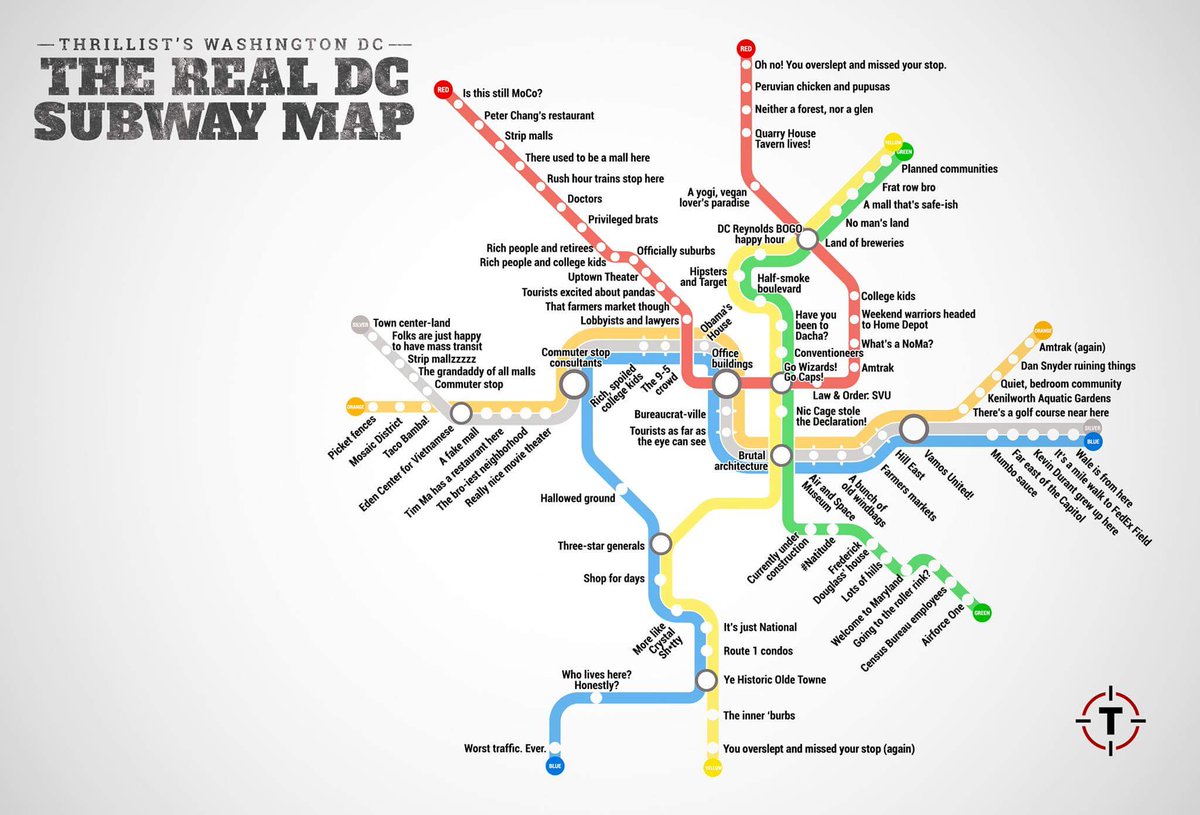 THRILLIST'S WASHINGTON DC
THE REAL DC
SUBWAY MAP
RED
Is this still MoCo?
Peter Chang's restaurant
Strip malls
There used to be a mall here
Rush hour trains stop here
Doctors
Privileged brats
Rich people and retirees
Officially suburbs
Rich people and college kids
Uptown Theater
Tourists excited about pandas
That farmers market though
Lobbyists and lawyers
RED
Oh no! You overslept and missed your stop.
Peruvian chicken and pupusas
Neither a forest, nor a glen
Quarry House
Tavern lives!
A yogi, vegan
lover's paradise
YELLOW
GREEN
Planned communities
Frat row bro
A mall that's safe-ish
No man's land
Land of breweries
DC Reynolds BOGO
happy hour
Hipsters
and Target
Half-smoke
boulevard
Have you
been to
Dacha?
Conventioneers
Go Wizards!
Go Caps!
College kids
Weekend warriors headed
to Home Depot
What's a NoMa?
Amtrak
Law & Order: SVU
Nic Cage stole
the Declaration!
SILVER
Town center-land
Folks are just happy
to have mass transit
Strip mallzzzzz
The grandaddy of all malls
Commuter stop
ORANGE
Picket fences
Mosaic District
Taco Bamba!
Eden Center for Vietnamese
A fake mall
Tin Ma has a restaurant here
The bro-iest neighborhood
Really nice movie theater
Commuter stop
consultants
Rich, spoiled
college kids
The 9-5
crowd
Obama's
House
Office
buildings
Bureaucrat-ville
Tourists as far as
the eye can see
Brutal
architecture
Air and Space
Museum
A bunch of
old windbags
Farmers markets
Hill East
Vamos United!
ORANGE
Amtrak (again)
Dan Snyder ruining things
Quiet, bedroom community
Kenilworth Aquatic Gardens
There's a golf course near here
SILVER
BLUE
Mumbo sauce
Far east of the Capitol
Kevin Durant grew up here
It's a mile walk to FedEx Field
Wale is from here
Hallowed ground
Three-star generals
Shop for days
More like
Crystal
Sh*tty
It's just National
Route 1 condos
Ye Historic Olde Towne
Who lives here?
Honestly?
Worst traffic. Ever.
BLUE
The inner 'burbs
You overslept and missed your stop (again)
YELLOW
Currently under
construction
#Natitude
Frederick
Douglass' house
Lots of hills
Welcome to Maryland
Going to the roller rink?
Census Bureau employees
Airforce One
GREEN
T